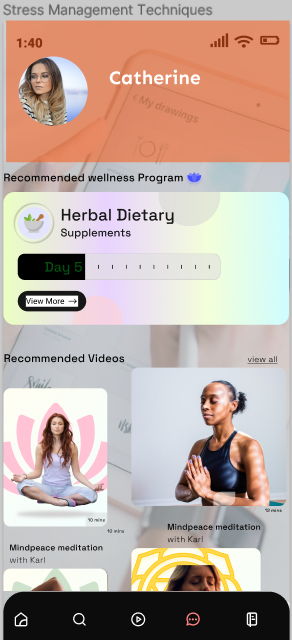 Stress Management Techniques
1:40
Catherine
‹ My drawings
Recommended wellness Program
Herbal Dietary
Supplements
Day 5
View More →
Recommended Videos
view all
10 mins
10 mins
10 mins
Mindpeace meditation
with Karl
Mindpeace meditation
with Karl